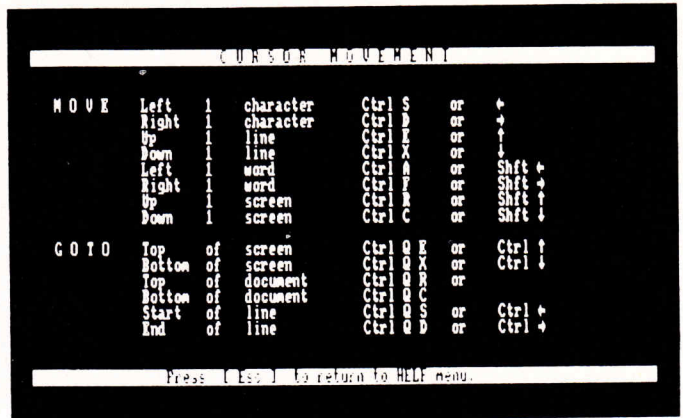 C U R S O R   M O V E M E N T
M O V E Left 1 character Ctrl S or ←
Right 1 character Ctrl D or →
Up 1 line Ctrl E or ↑
Down 1 line Ctrl X or ↓
Left 1 word Ctrl A or Shft ←
Right 1 word Ctrl F or Shft →
Up 1 screen Ctrl R or Shft ↑
Down 1 screen Ctrl C or Shft ↓
G O T O Top of screen Ctrl Q E or Ctrl ↑
Bottom of screen Ctrl Q X or Ctrl ↓
Top of document Ctrl Q R or
Bottom of document Ctrl Q C
Start of line Ctrl Q S or Ctrl ←
End of line Ctrl Q D or Ctrl →
Press [ Esc ] to return to HELP menu.